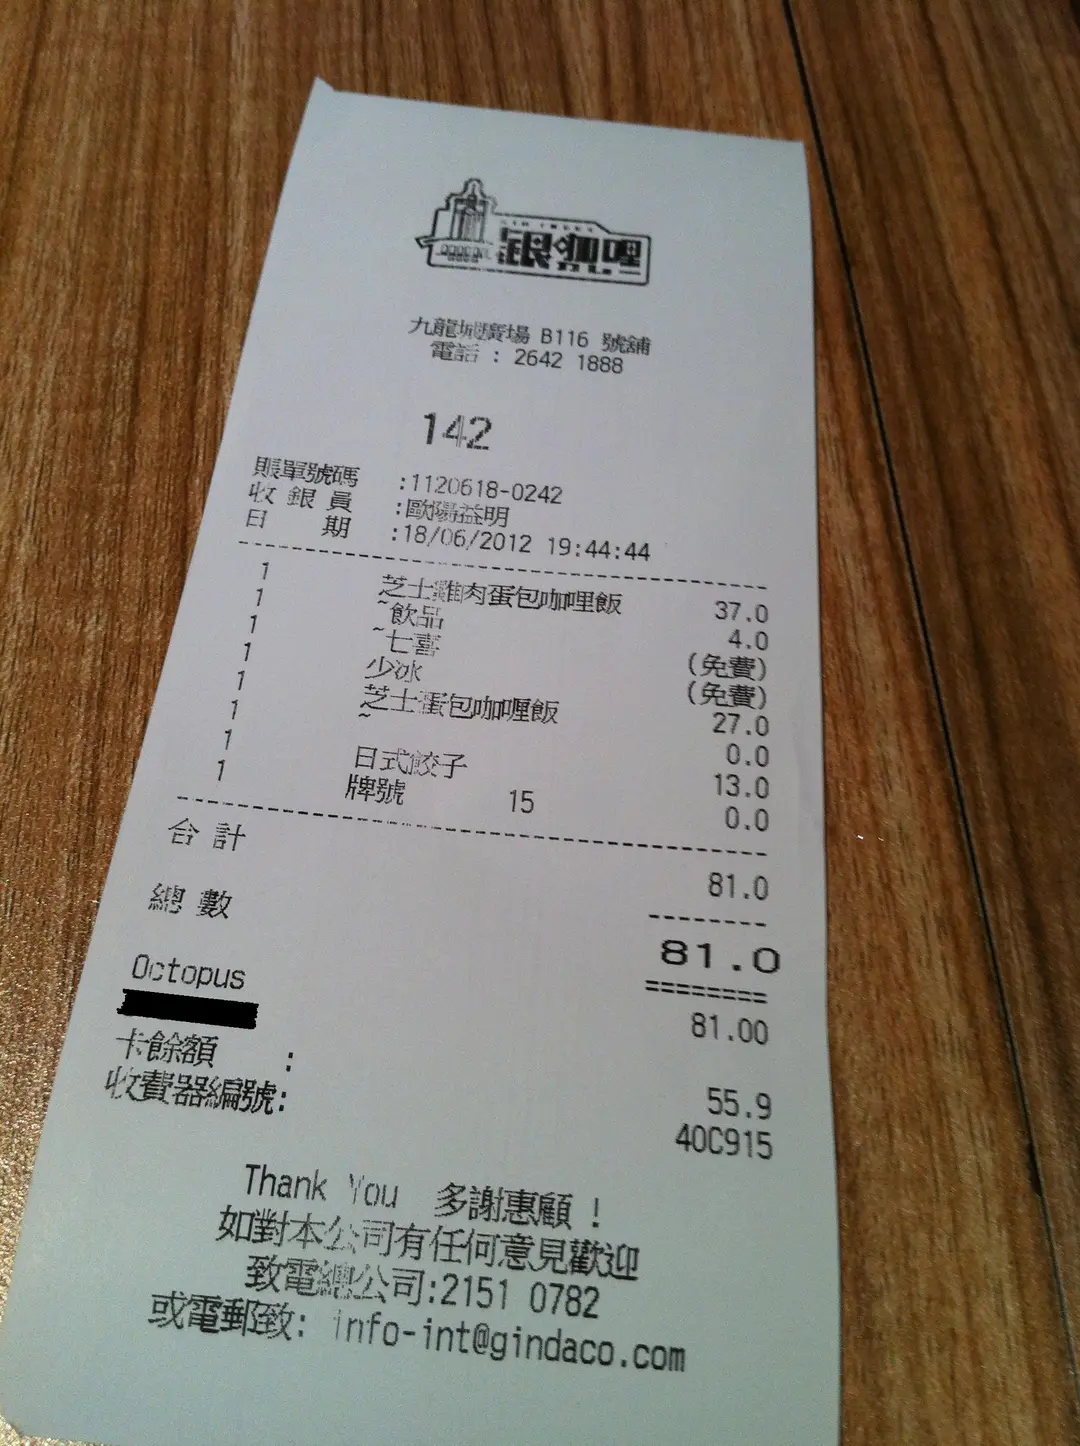 銀咖哩
九龍城廣場 B116 號舖
電話 : 2642 1888
142
賬單號碼 :1120618-0242
收銀員 :歐陽益明
日期 :18/06/2012 19:44:44
1 芝士雞肉蛋包咖哩飯 37.0
1 ~飲品 4.0
1 ~七喜 (免費)
1 少冰 (免費)
1 芝士蛋包咖喱飯 27.0
1 ~ 0.0
1 日式餃子 13.0
1 牌號 15 0.0
合計 81.0
總數 81.0
Octopus 81.00
卡餘額 : 55.9
收費器編號: 40C915
Thank You 多謝惠顧 !
如對本公司有任何意見歡迎
致電總公司:2151 0782
或電郵致: info-int@gindaco.com